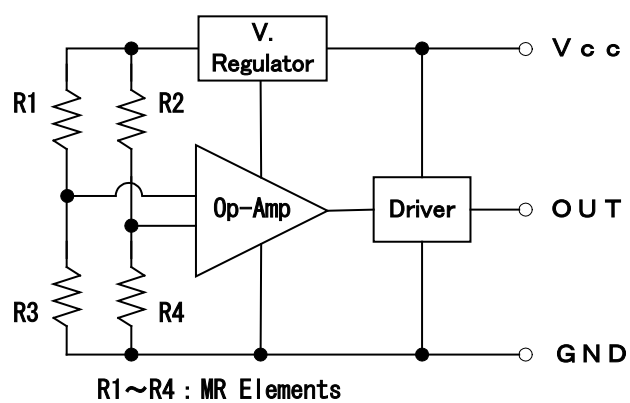 V.
Regulator
Vcc
R1
R2
Op-Amp
Driver
OUT
R3
R4
GND
R1～R4 : MR Elements